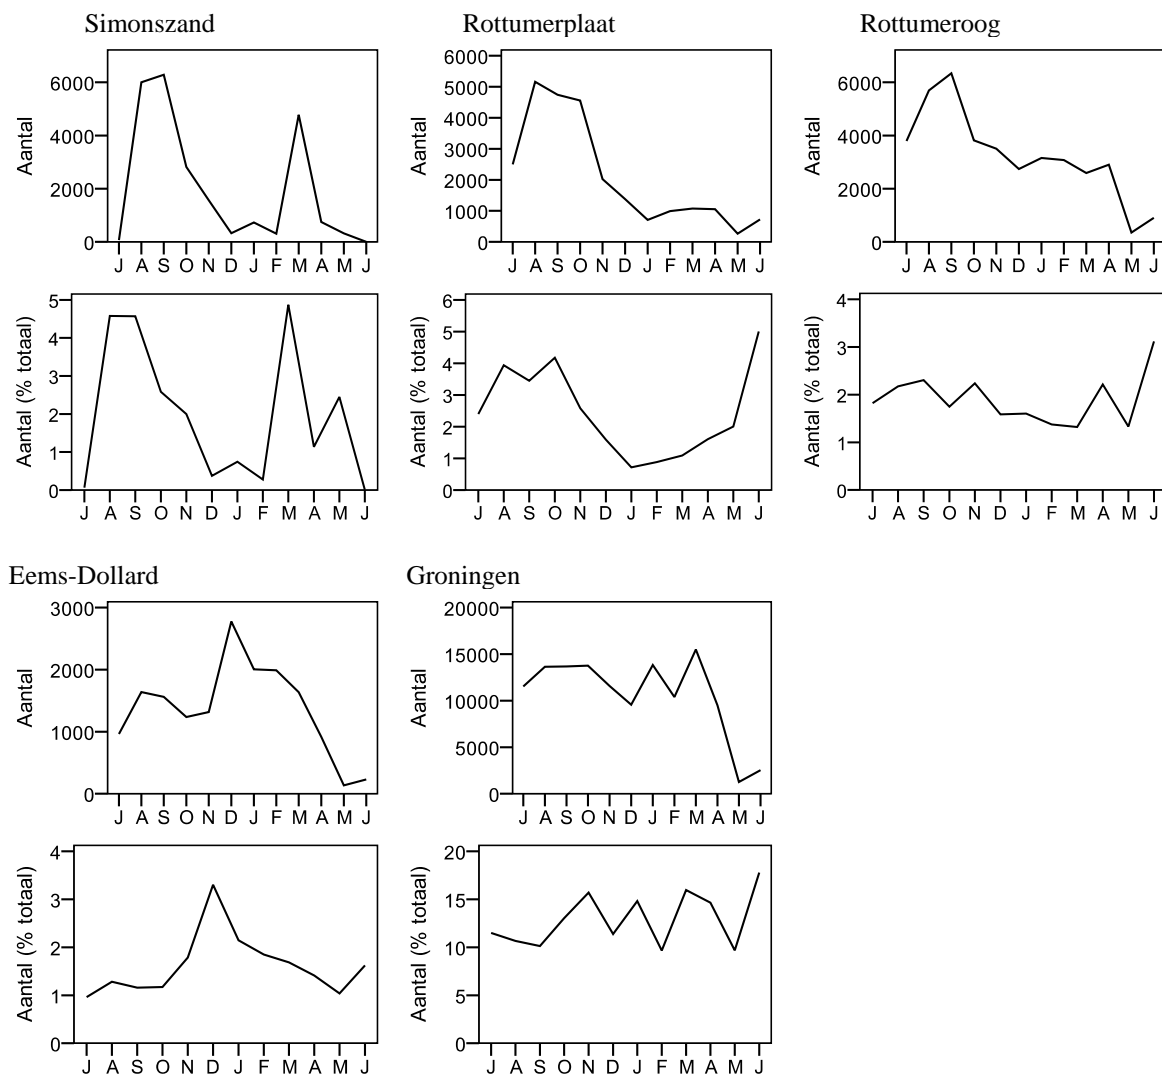 Simonszand
Rottumerplaat
Rottumeroog
Aantal
6000
4000
2000
0
J A S O N D J F M A M J
Aantal
6000
5000
4000
3000
2000
1000
0
J A S O N D J F M A M J
Aantal
6000
4000
2000
0
J A S O N D J F M A M J
Aantal (% totaal)
5
4
3
2
1
0
J A S O N D J F M A M J
Aantal (% totaal)
6
5
4
3
2
1
0
J A S O N D J F M A M J
Aantal (% totaal)
4
3
2
1
0
J A S O N D J F M A M J
Eems-Dollard
Groningen
Aantal
3000
2000
1000
0
J A S O N D J F M A M J
Aantal
20000
15000
10000
5000
0
J A S O N D J F M A M J
Aantal (% totaal)
4
3
2
1
0
J A S O N D J F M A M J
Aantal (% totaal)
20
15
10
5
0
J A S O N D J F M A M J